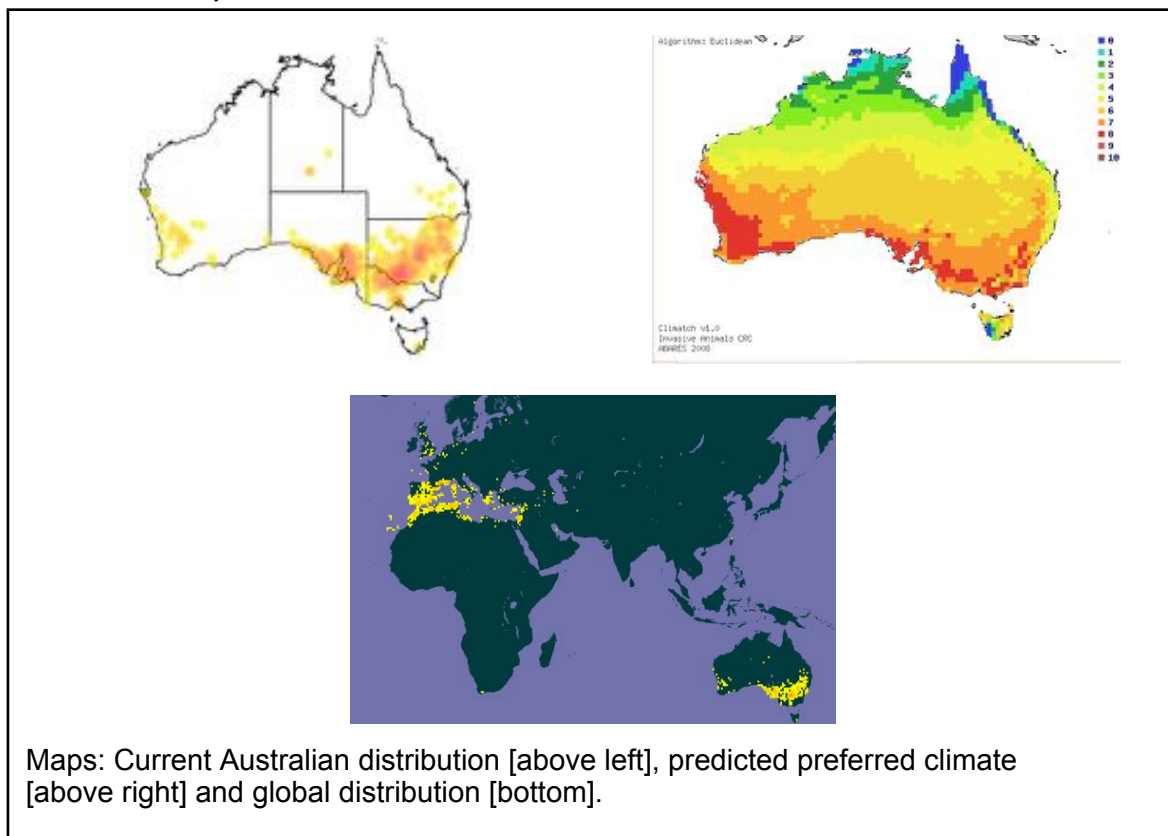 Algorithm: Euclidean
0
1
2
3
4
5
6
7
8
9
10
Climatch v1.0
Invasive Animals CRC
ABARES 2008
Maps: Current Australian distribution [above left], predicted preferred climate
[above right] and global distribution [bottom].